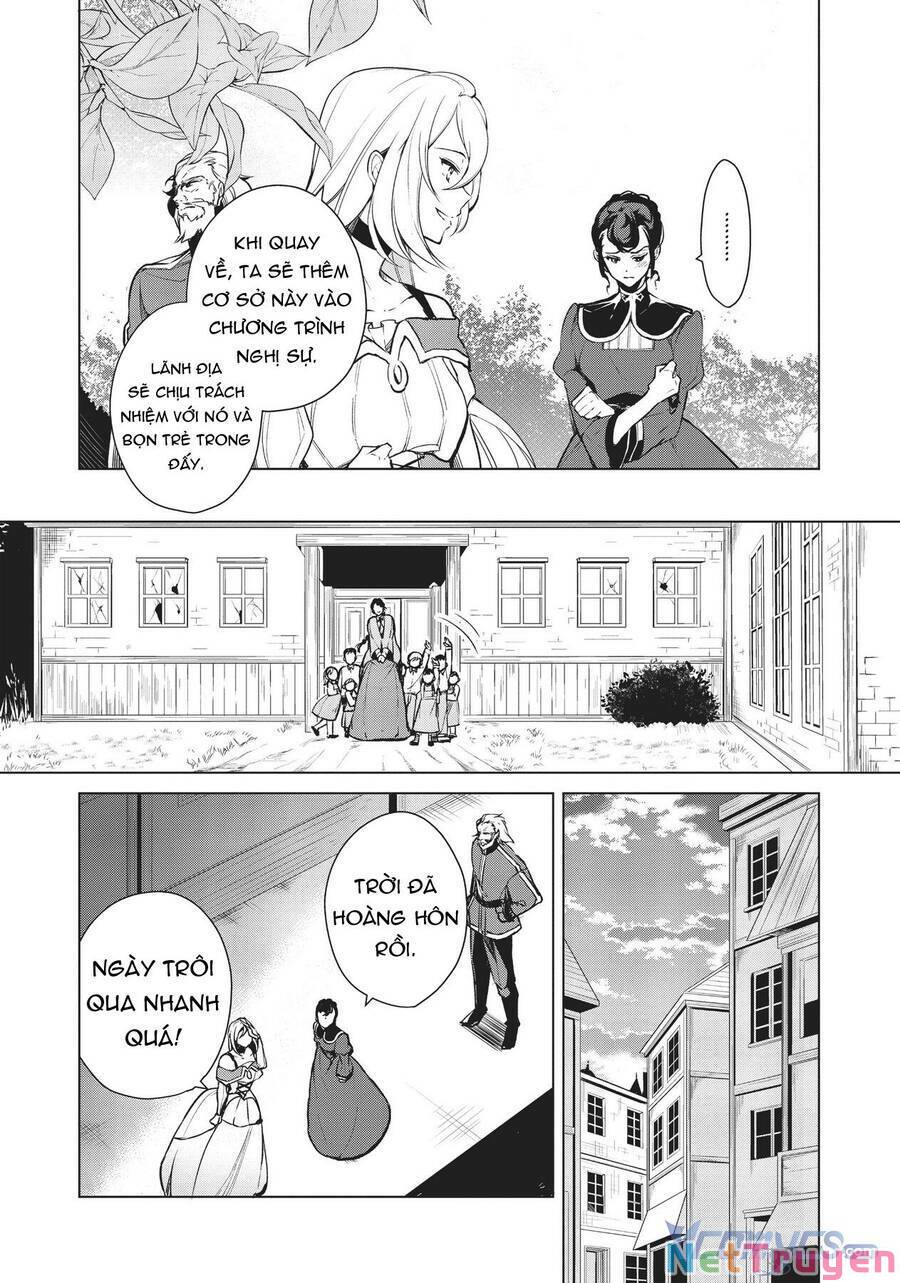 .........
KHI QUAY
VỀ, TA SẼ THÊM
CƠ SỞ NÀY VÀO
CHƯƠNG TRÌNH
NGHỊ SỰ.
LÃNH ĐỊA
SẼ CHỊU TRÁCH
NHIỆM VỚI NÓ VÀ
BỌN TRẺ TRONG
ĐẤY.
TRỜI ĐÃ
HOÀNG HÔN
RỒI.
NGÀY TRÔI
QUA NHANH
QUÁ!
NetTruyen